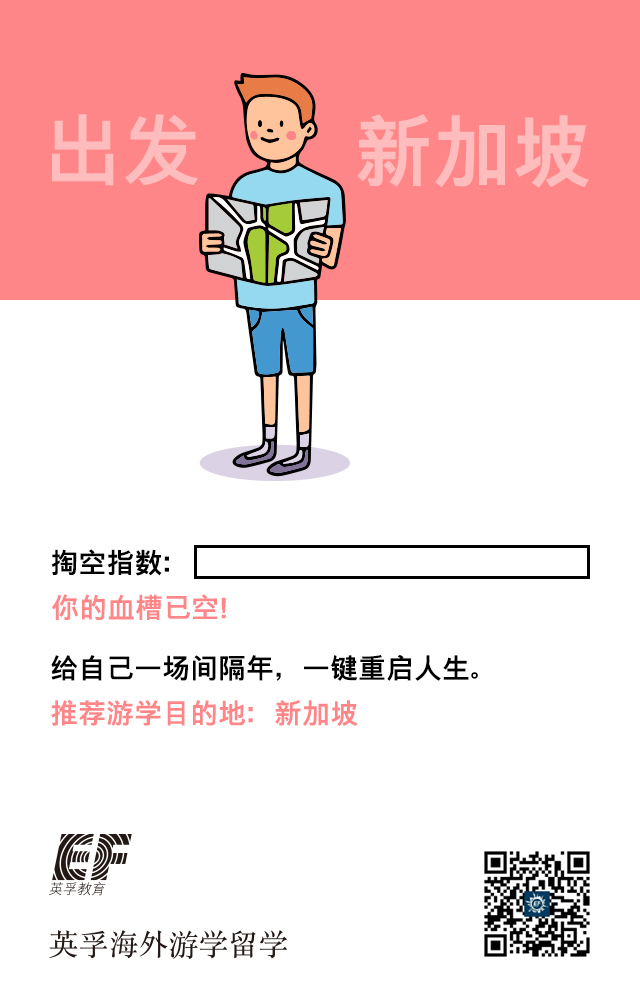 出发 新加坡
掏空指数：
你的血槽已空！
给自己一场间隔年，一键重启人生。
推荐游学目的地：新加坡
EF
英孚教育
英孚海外游学留学